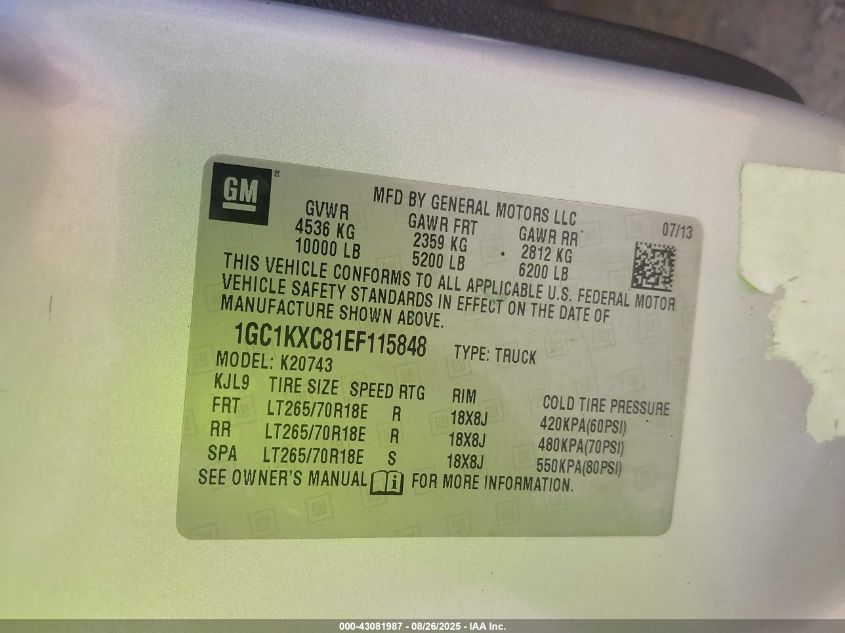 GM®
MFD BY GENERAL MOTORS LLC
07/13
GVWR GAWR FRT GAWR RR
4536 KG 2359 KG 2812 KG
10000 LB 5200 LB 6200 LB
THIS VEHICLE CONFORMS TO ALL APPLICABLE U.S. FEDERAL MOTOR
VEHICLE SAFETY STANDARDS IN EFFECT ON THE DATE OF
MANUFACTURE SHOWN ABOVE.
1GC1KXC81EF115848 TYPE: TRUCK
MODEL: K20743
KJL9 TIRE SIZE SPEED RTG RIM COLD TIRE PRESSURE
FRT LT265/70R18E R 18X8J 420KPA(60PSI)
RR LT265/70R18E R 18X8J 480KPA(70PSI)
SPA LT265/70R18E S 18X8J 550KPA(80PSI)
SEE OWNER'S MANUAL i FOR MORE INFORMATION.
000-43081987 - 08/26/2025 - IAA Inc.